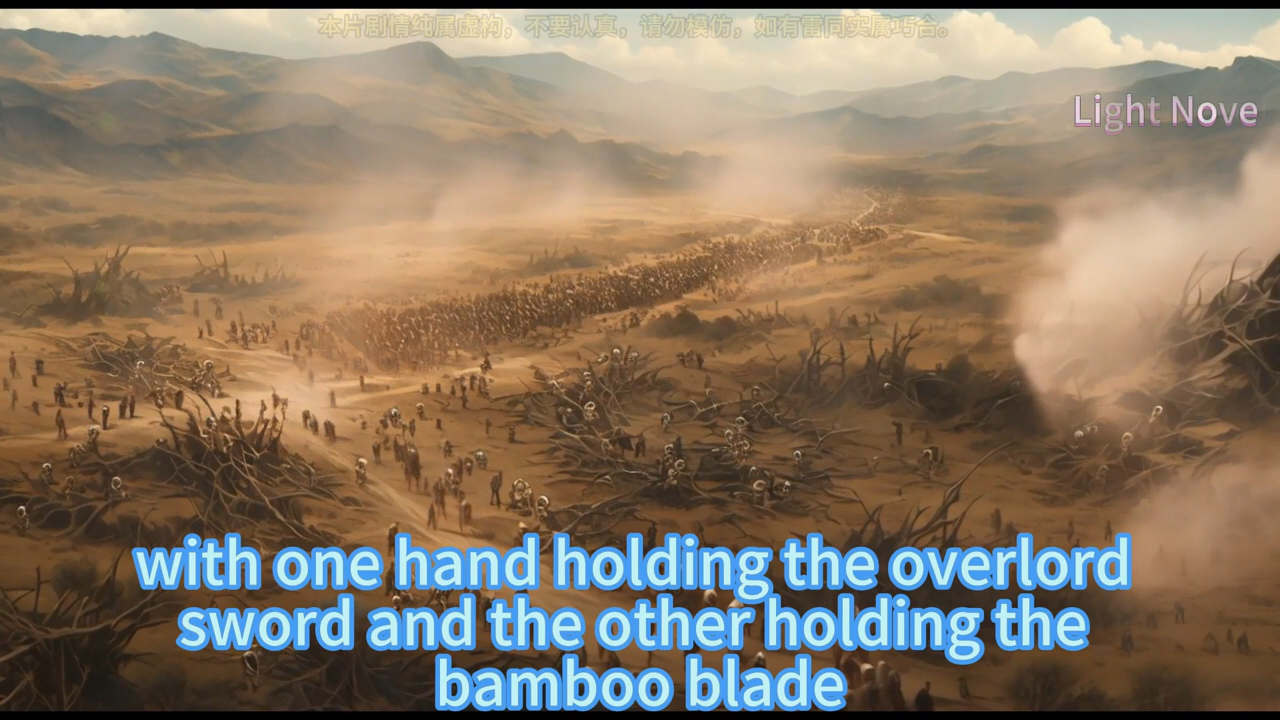 本片剧情纯属虚构，不要认真，请勿模仿，如有雷同实属巧合。
Light Nove
with one hand holding the overlord
sword and the other holding the
bamboo blade